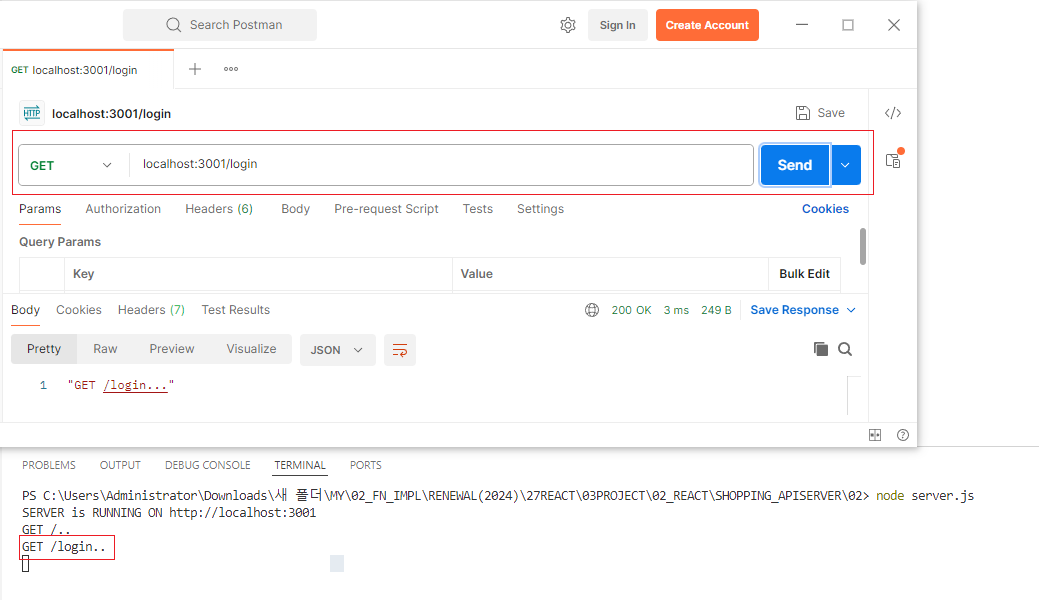 Search Postman Sign In Create Account
GET localhost:3001/login
HTTP localhost:3001/login Save </>
GET localhost:3001/login Send
Params Authorization Headers (6) Body Pre-request Script Tests Settings Cookies
Query Params
Key Value Bulk Edit
Body Cookies Headers (7) Test Results 200 OK 3 ms 249 B Save Response
Pretty Raw Preview Visualize JSON
1 "GET /login..."
PROBLEMS OUTPUT DEBUG CONSOLE TERMINAL PORTS
PS C:\Users\Administrator\Downloads\새 폴더\MY\02_FN_IMPL\RENEWAL(2024)\27REACT\03PROJECT\02_REACT\SHOPPING_APISERVER\02> node server.js
SERVER is RUNNING ON http://localhost:3001
GET /..
GET /login..